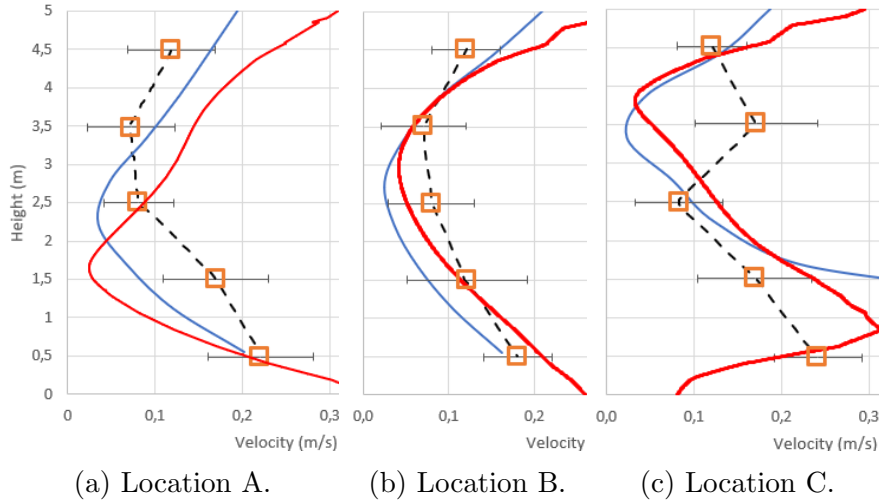 5
4,5
4
3,5
3
2,5
2
1,5
1
0,5
0
Height (m)
0 0,1 0,2 0,3
0,0 0,1 0,2
0,0 0,1 0,2 0,3
Velocity (m/s) Velocity Velocity (m/s)
(a) Location A. (b) Location B. (c) Location C.